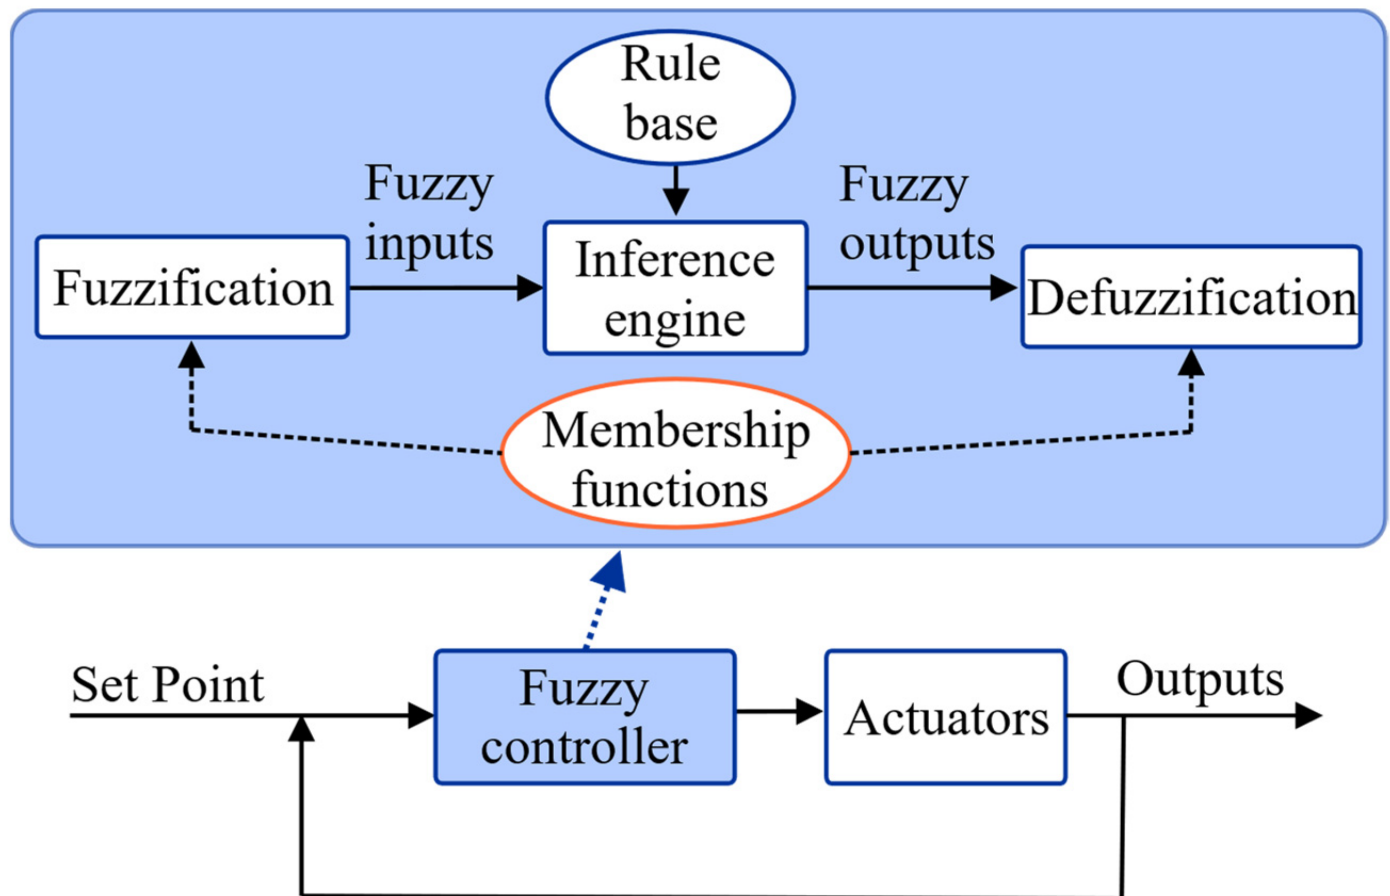 Rule
base
Fuzzy
inputs
Fuzzy
outputs
Fuzzification
Inference
engine
Defuzzification
Membership
functions
Set Point
Fuzzy
controller
Actuators
Outputs